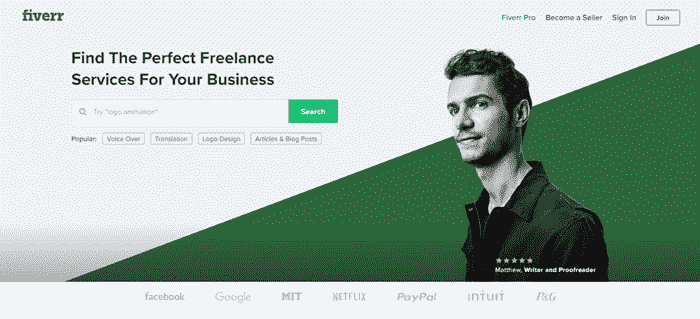 fiverr
Fiverr Pro Become a Seller Sign In Join
Find The Perfect Freelance
Services For Your Business
Try "logo animation"
Search
Popular: Voice Over Translation Logo Design Articles & Blog Posts
Matthew, Writer and Proofreader
facebook Google MIT NETFLIX PayPal intuit P&G